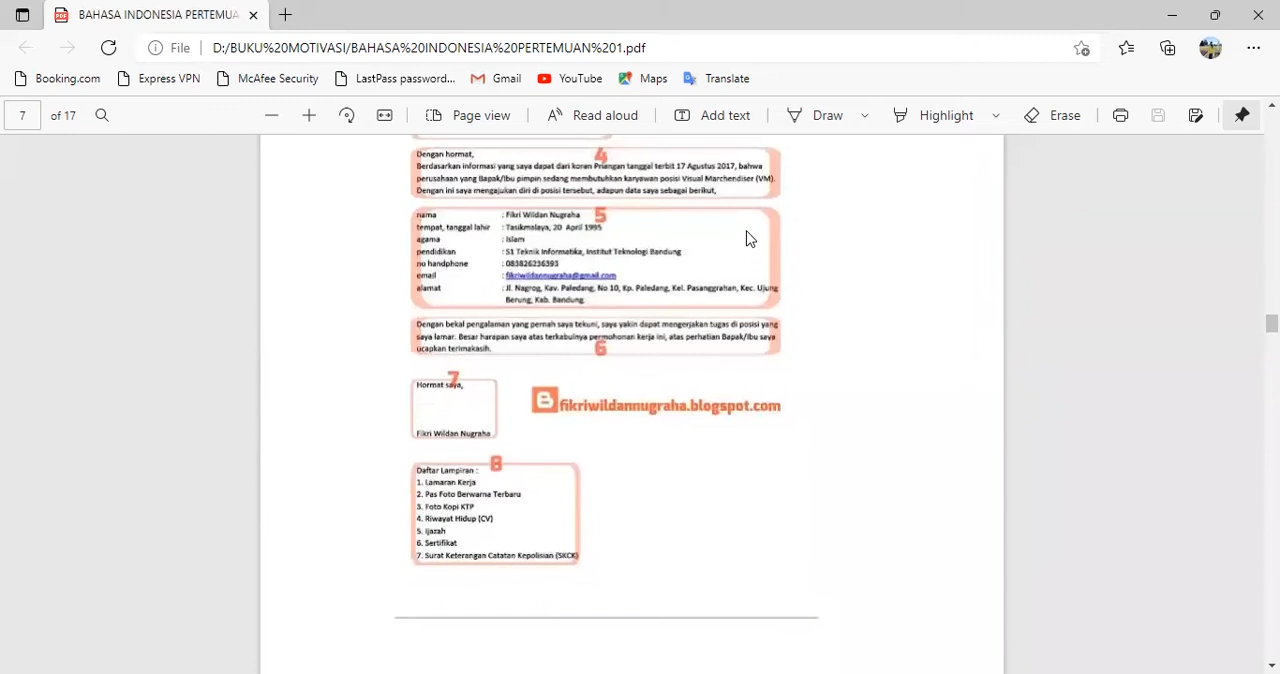 BAHASA INDONESIA PERTEMUA
File D:/BUKU%20MOTIVASI/BAHASA%20INDONESIA%20PERTEMUAN%201.pdf
Booking.com Express VPN McAfee Security LastPass password... Gmail YouTube Maps Translate
7 of 17 Page view Read aloud Add text Draw Highlight Erase
4
Dengan hormat,
Berdasarkan informasi yang saya dapat dari koran Priangan tanggal terbit 17 Agustus 2017, bahwa
perusahaan yang Bapak/Ibu pimpin sedang membutuhkan karyawan posisi Visual Marchendiser (VM).
Dengan ini saya mengajukan diri di posisi tersebut, adapun data saya sebagai berikut,
5
nama : Fikri Wildan Nugraha
tempat, tanggal lahir : Tasikmalaya, 20 April 1995
agama : Islam
pendidikan : S1 Teknik Informatika, Institut Teknologi Bandung
no handphone : 083826236393
email : fikriwildannugraha@gmail.com
alamat : Jl. Nagrog, Kav. Paledang, No 10, Kp. Paledang, Kel. Pasanggrahan, Kec. Ujung
Berung, Kab. Bandung.
Dengan bekal pengalaman yang pernah saya tekuni, saya yakin dapat mengerjakan tugas di posisi yang
saya lamar. Besar harapan saya atas terkabulnya permohonan kerja ini, atas perhatian Bapak/Ibu saya
ucapkan terimakasih.
6
7
Hormat saya,
Fikri Wildan Nugraha
fikriwildannugraha.blogspot.com
8
Daftar Lampiran :
1. Lamaran Kerja
2. Pas Foto Berwarna Terbaru
3. Foto Kopi KTP
4. Riwayat Hidup (CV)
5. Ijazah
6. Sertifikat
7. Surat Keterangan Catatan Kepolisian (SKCK)